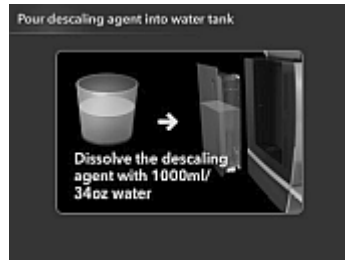 Pour descaling agent into water tank
Dissolve the descaling
agent with 1000ml/
34oz water